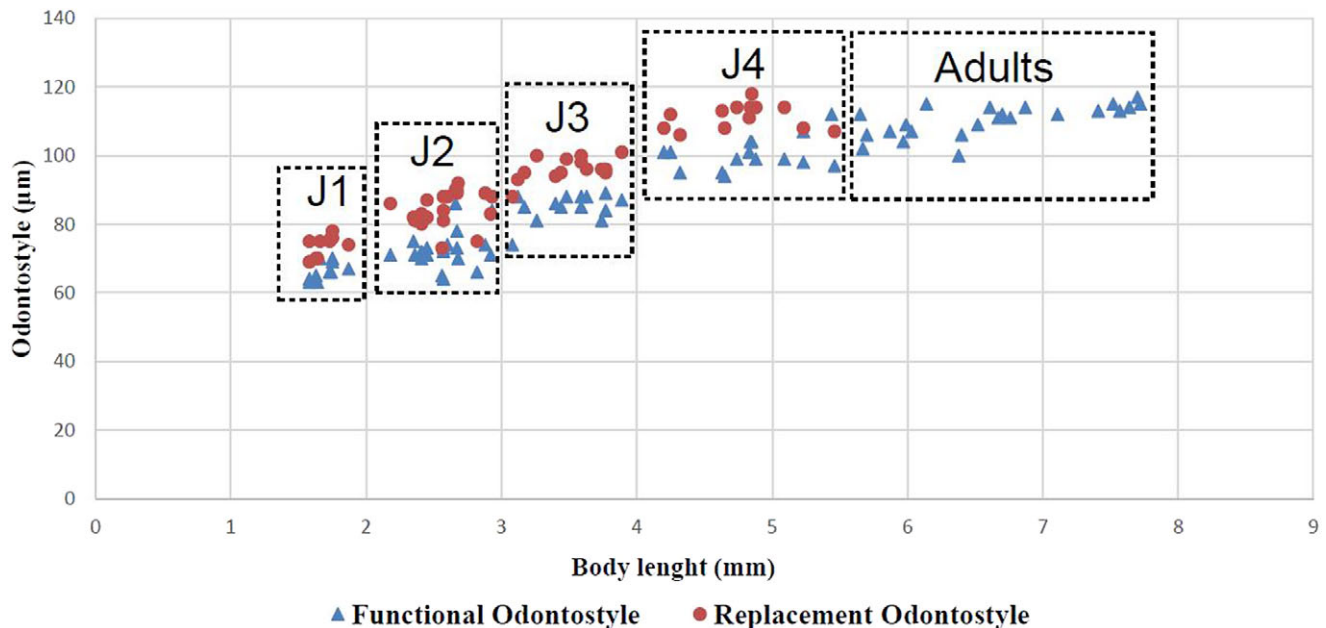 140
120
100
80
60
40
20
0
Odontostyle (µm)
J1
J2
J3
J4
Adults
0 1 2 3 4 5 6 7 8 9
Body lenght (mm)
Functional Odontostyle Replacement Odontostyle